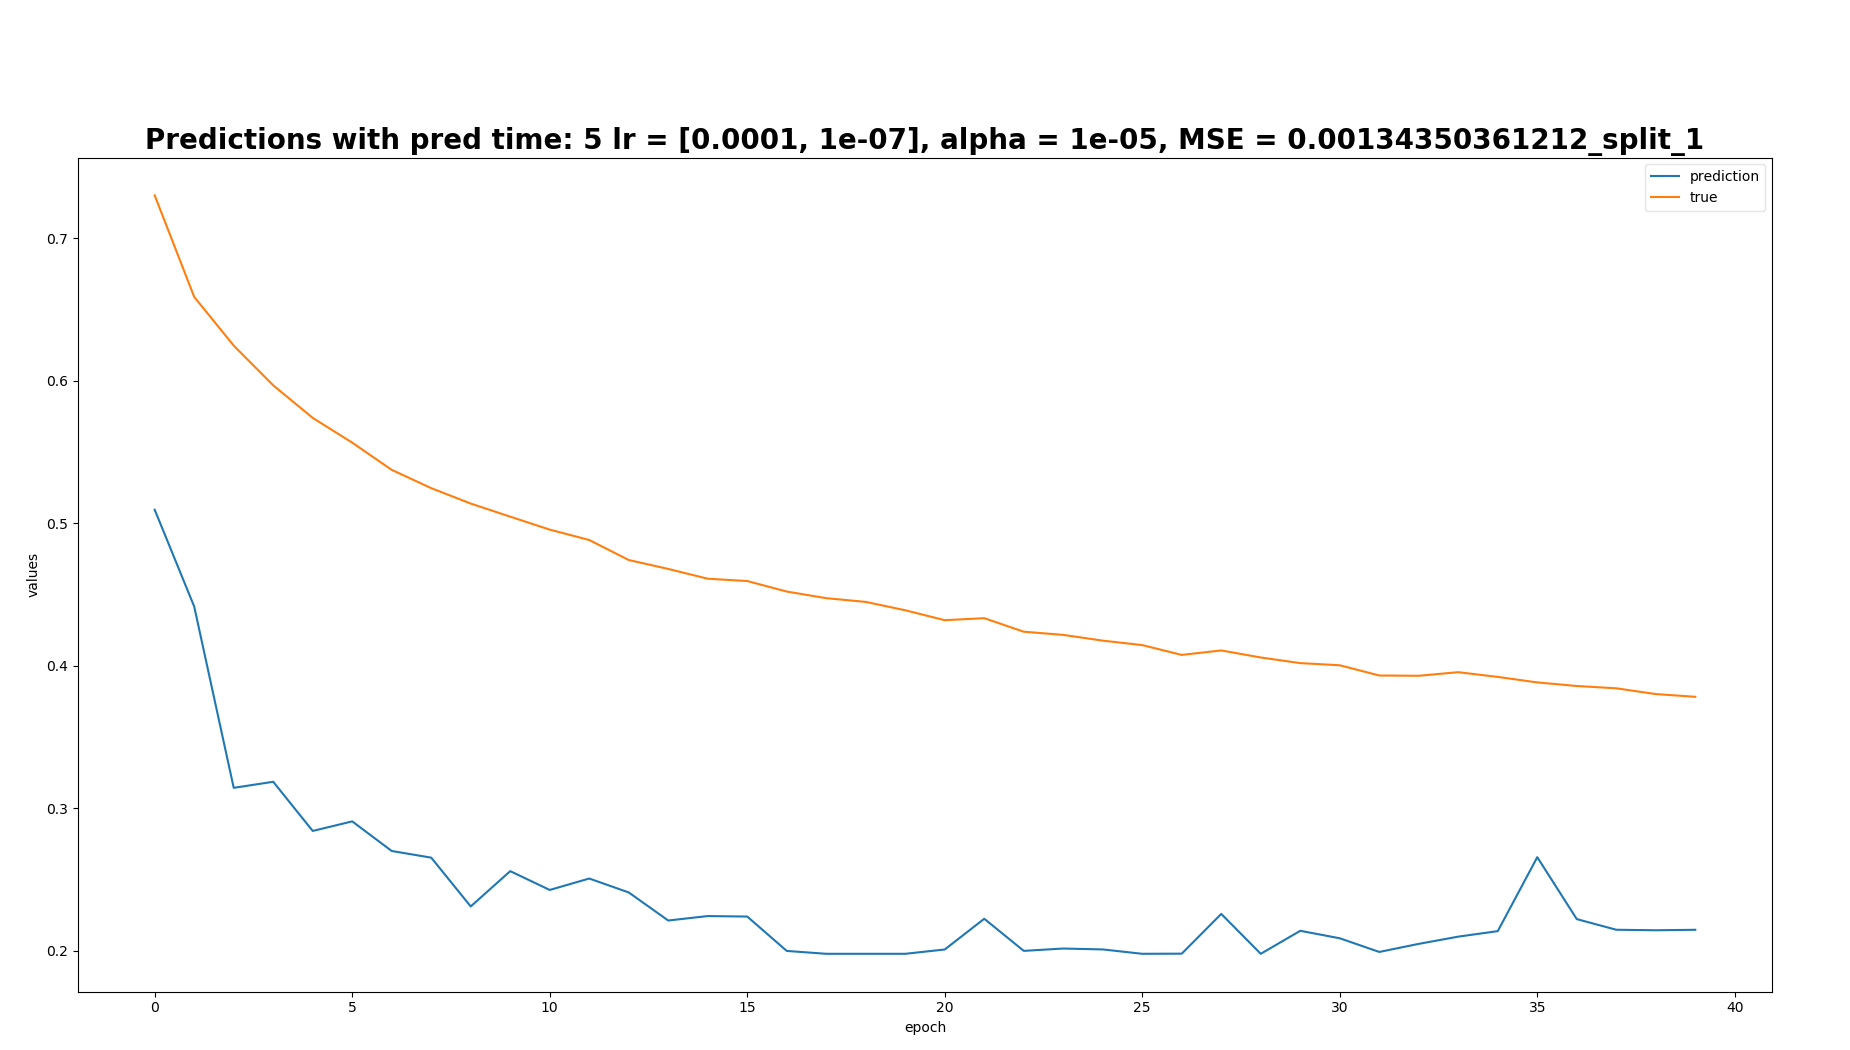 Predictions with pred time: 5 lr = [0.0001, 1e-07], alpha = 1e-05, MSE = 0.00134350361212_split_1
prediction
true
values
0.7
0.6
0.5
0.4
0.3
0.2
0 5 10 15 20 25 30 35 40
epoch